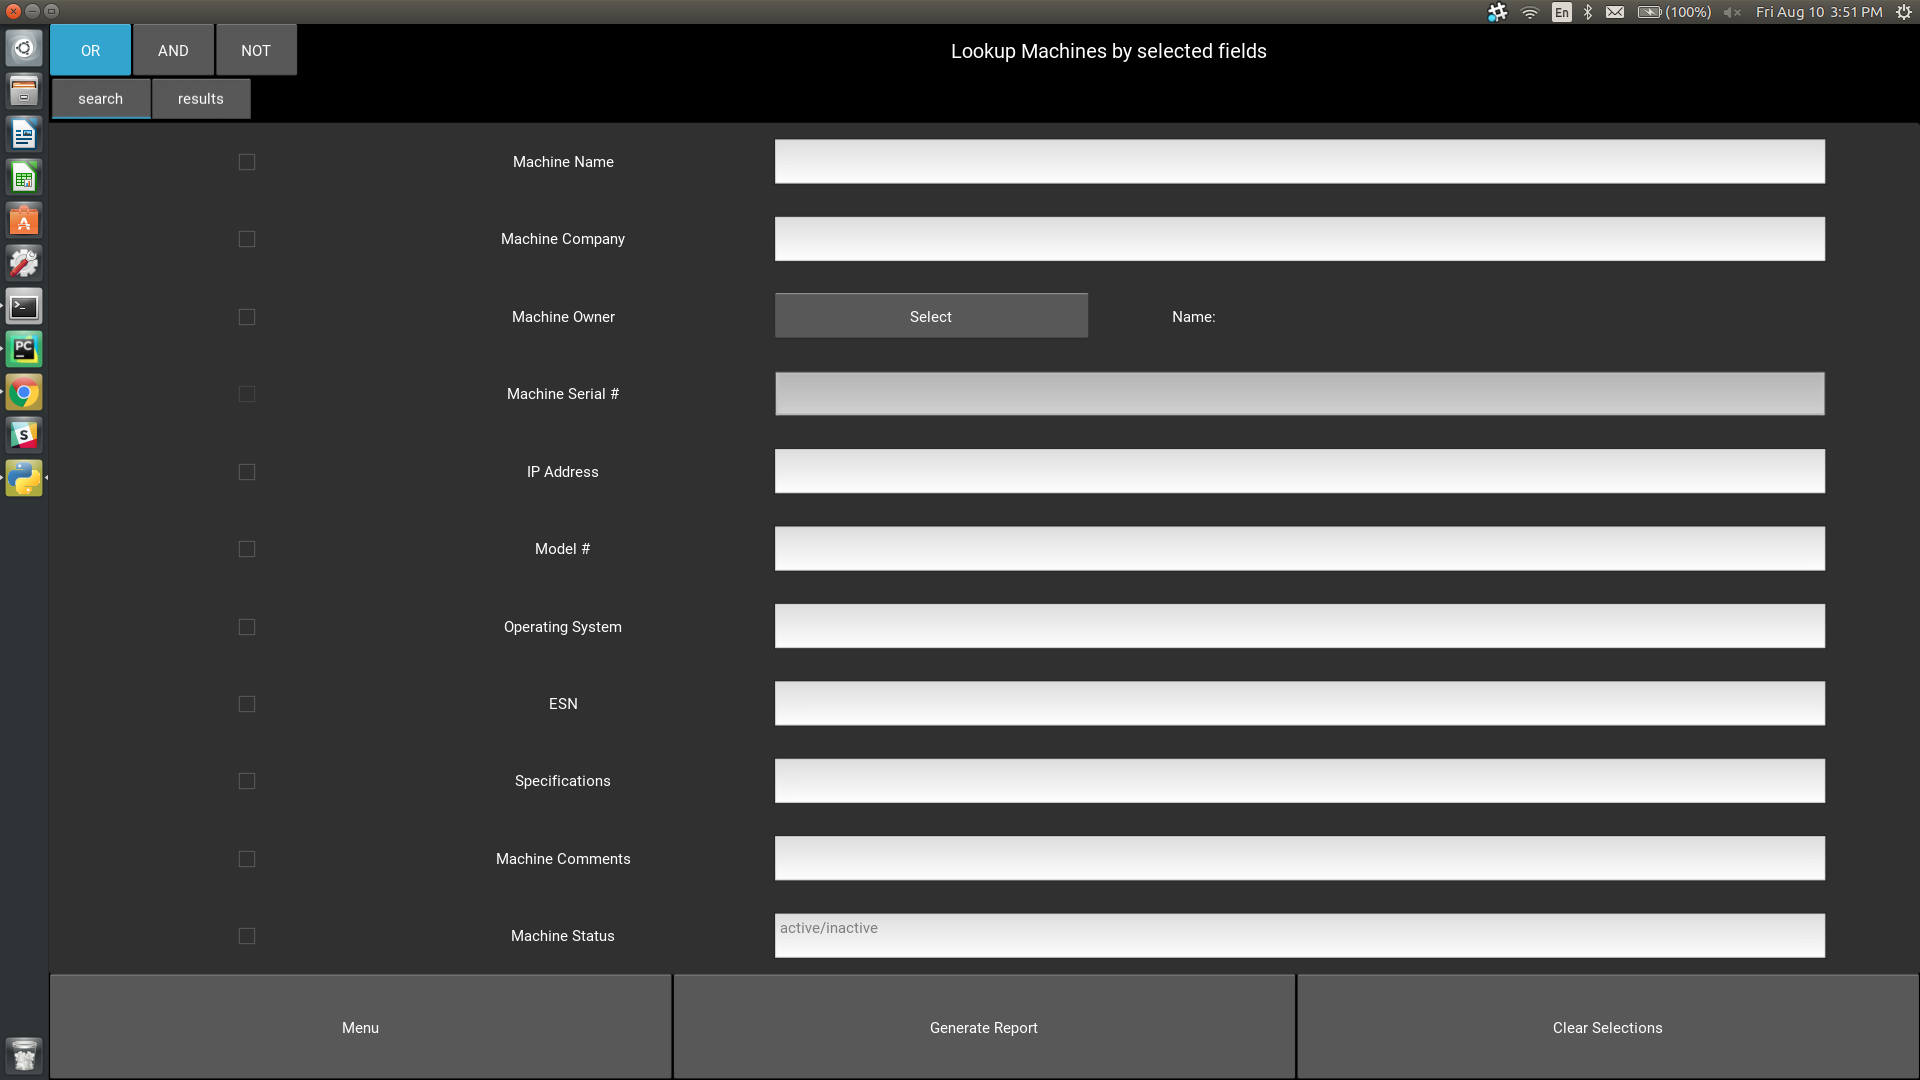 En (100%) Fri Aug 10 3:51 PM
OR AND NOT Lookup Machines by selected fields
search results
Machine Name
Machine Company
Machine Owner Select Name:
Machine Serial #
IP Address
Model #
Operating System
ESN
Specifications
Machine Comments
Machine Status active/inactive
Menu Generate Report Clear Selections
PC
S